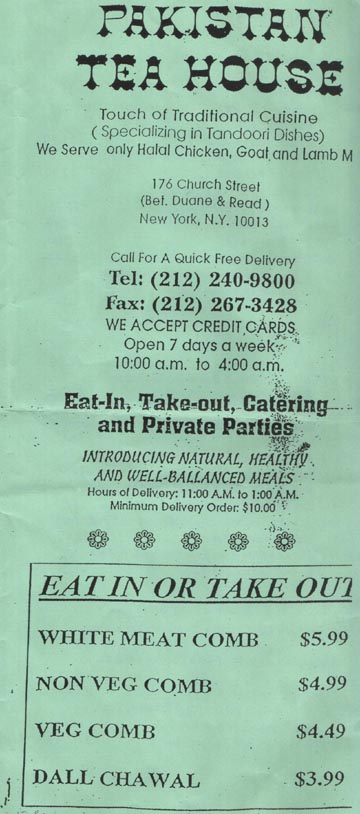 PAKISTAN
TEA HOUSE
Touch of Traditional Cuisine
( Specializing in Tandoori Dishes)
We Serve only Halal Chicken, Goat and Lamb M
176 Church Street
(Bet. Duane & Read )
New York, N.Y. 10013
Call For A Quick Free Delivery
Tel: (212) 240-9800
Fax: (212) 267-3428
WE ACCEPT CREDIT CARDS
Open 7 days a week
10:00 a.m. to 4:00 a.m.
Eat-In, Take-out, Catering
and Private Parties
INTRODUCING NATURAL, HEALTHY
AND WELL-BALLANCED MEALS
Hours of Delivery: 11:00 A.M. to 1:00 A.M.
Minimum Delivery Order: $10.00
EAT IN OR TAKE OUT
WHITE MEAT COMB $5.99
NON VEG COMB $4.99
VEG COMB $4.49
DALL CHAWAL $3.99